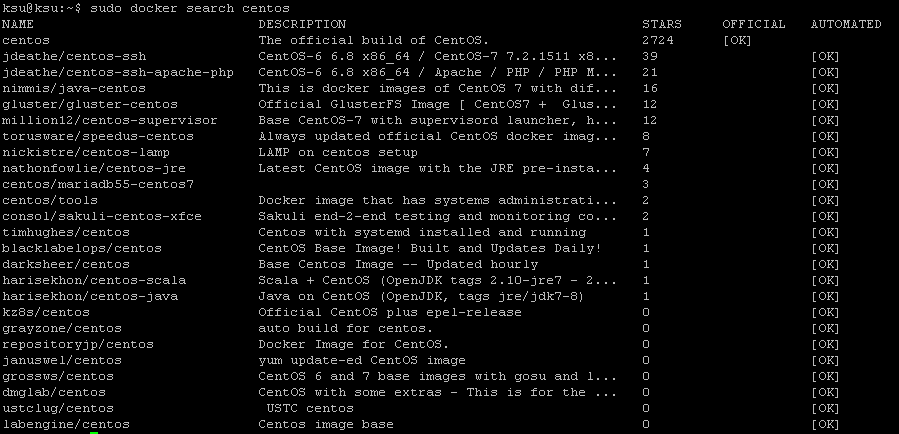 ksu@ksu:~$ sudo docker search centos
NAME DESCRIPTION STARS OFFICIAL AUTOMATED
centos The official build of CentOS. 2724 [OK]
jdeathe/centos-ssh CentOS-6 6.8 x86_64 / CentOS-7 7.2.1511 x8... 39 [OK]
jdeathe/centos-ssh-apache-php CentOS-6 6.8 x86_64 / Apache / PHP / PHP M... 21 [OK]
nimmis/java-centos This is docker images of CentOS 7 with dif... 16 [OK]
gluster/gluster-centos Official GlusterFS Image [ CentOS7 + Glus... 12 [OK]
million12/centos-supervisor Base CentOS-7 with supervisord launcher, h... 12 [OK]
torusware/speedus-centos Always updated official CentOS docker imag... 8 [OK]
nickistre/centos-lamp LAMP on centos setup 7 [OK]
nathonfowlie/centos-jre Latest CentOS image with the JRE pre-insta... 4 [OK]
centos/mariadb55-centos7 3 [OK]
centos/tools Docker image that has systems administrati... 2 [OK]
consol/sakuli-centos-xfce Sakuli end-2-end testing and monitoring co... 2 [OK]
timhughes/centos Centos with systemd installed and running 1 [OK]
blacklabelops/centos CentOS Base Image! Built and Updates Daily! 1 [OK]
darksheer/centos Base Centos Image -- Updated hourly 1 [OK]
harisekhon/centos-scala Scala + CentOS (OpenJDK tags 2.10-jre7 - 2... 1 [OK]
harisekhon/centos-java Java on CentOS (OpenJDK, tags jre/jdk7-8) 1 [OK]
kz8s/centos Official CentOS plus epel-release 0 [OK]
grayzone/centos auto build for centos. 0 [OK]
repositoryjp/centos Docker Image for CentOS. 0 [OK]
januswel/centos yum update-ed CentOS image 0 [OK]
grossws/centos CentOS 6 and 7 base images with gosu and l... 0 [OK]
dmglab/centos CentOS with some extras - This is for the ... 0 [OK]
ustclug/centos USTC centos 0 [OK]
labengine/centos Centos image base 0 [OK]